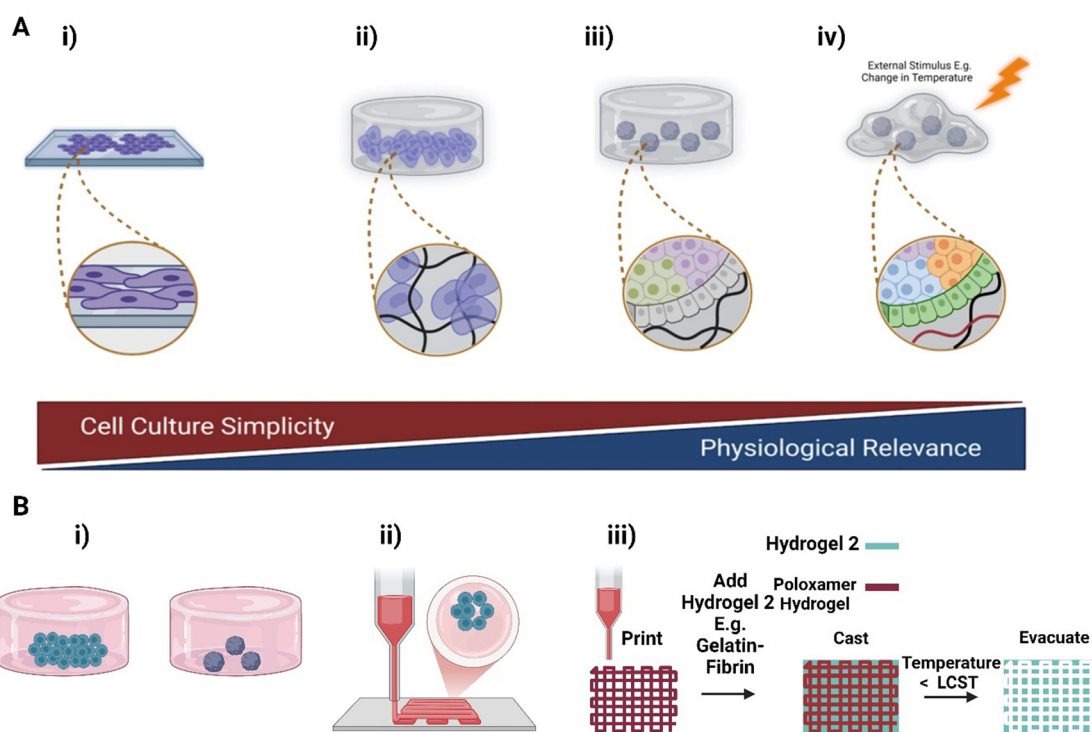 A
i)
ii)
iii)
iv)
External Stimulus E.g.
Change in Temperature
Cell Culture Simplicity
Physiological Relevance
B
i)
ii)
iii)
Hydrogel 2
Poloxamer
Hydrogel
Print
Add
Hydrogel 2
E.g.
Gelatin-
Fibrin
Cast
Temperature
< LCST
Evacuate